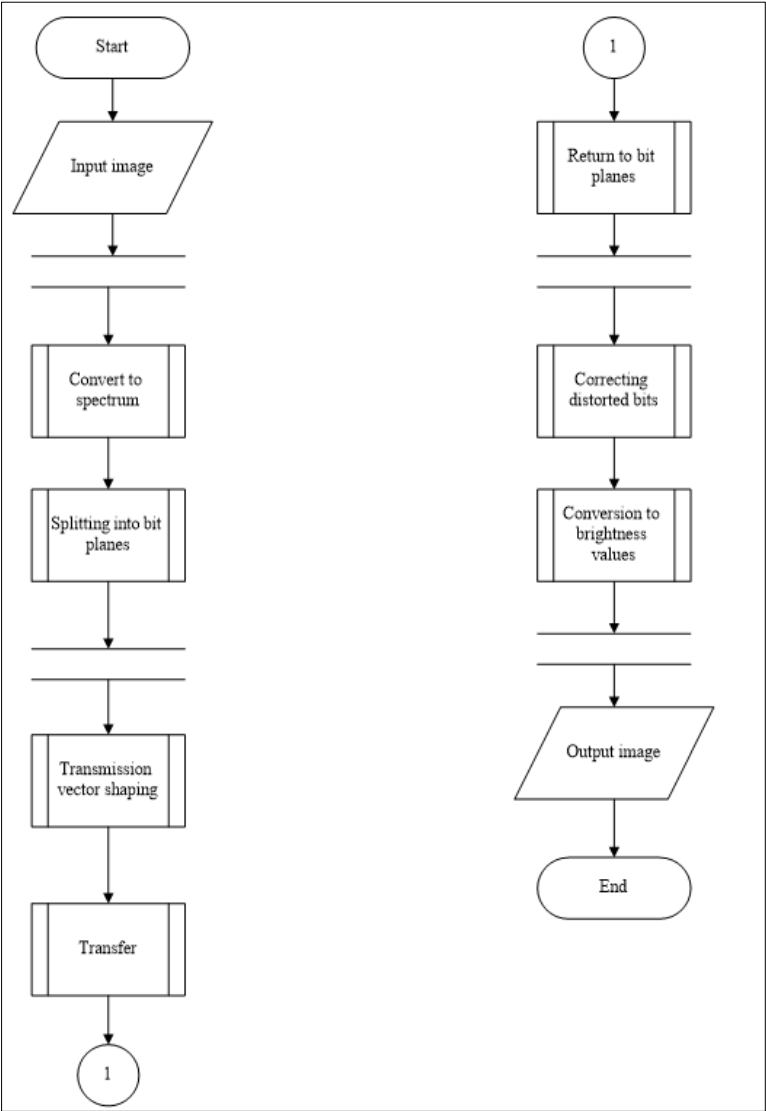 Start
Input image
Convert to
spectrum
Splitting into bit
planes
Transmission
vector shaping
Transfer
1
1
Return to bit
planes
Correcting
distorted bits
Conversion to
brightness
values
Output image
End